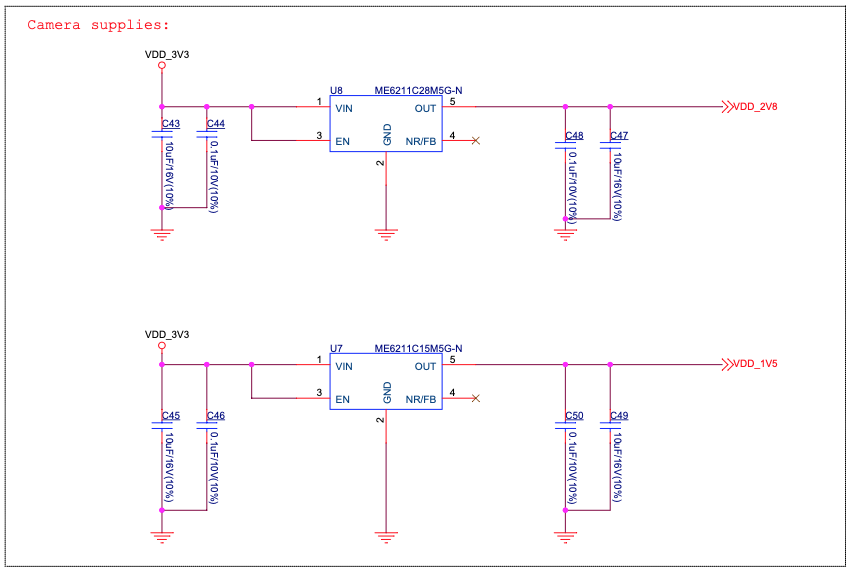 Camera supplies:
VDD_3V3
U8 ME6211C28M5G-N
1 VIN OUT 5
VDD_2V8
C43 C44
10uF/16V(10%)
0.1uF/10V(10%)
3 EN GND NR/FB 4
2
C48 C47
0.1uF/10V(10%)
10uF/16V(10%)
VDD_3V3
U7 ME6211C15M5G-N
1 VIN OUT 5
VDD_1V5
3 EN GND NR/FB 4
2
C45 C46
10uF/16V(10%)
0.1uF/10V(10%)
C50 C49
0.1uF/10V(10%)
10uF/16V(10%)